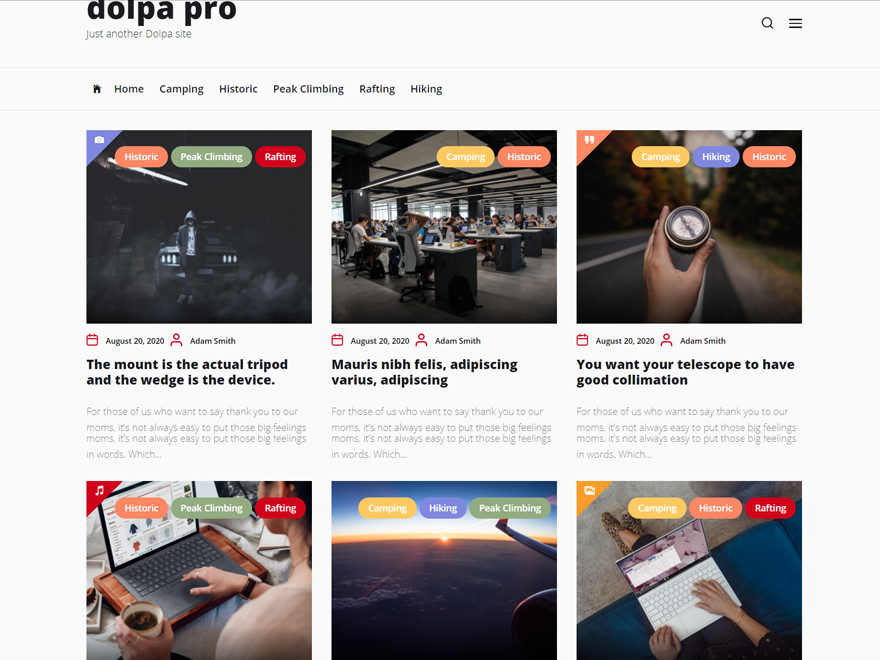 dolpa pro
Just another Dolpa site
Home Camping Historic Peak Climbing Rafting Hiking
Historic Peak Climbing Rafting
Camping Historic
Camping Hiking Historic
August 20, 2020 Adam Smith
August 20, 2020 Adam Smith
August 20, 2020 Adam Smith
The mount is the actual tripod
and the wedge is the device.
Mauris nibh felis, adipiscing
varius, adipiscing
You want your telescope to have
good collimation
For those of us who want to say thank you to our
moms, it's not always easy to put those big feelings
moms, it's not always easy to put those big feelings
in words. Which...
For those of us who want to say thank you to our
moms, it's not always easy to put those big feelings
moms, it's not always easy to put those big feelings
in words. Which...
For those of us who want to say thank you to our
moms, it's not always easy to put those big feelings
moms, it's not always easy to put those big feelings
in words. Which...
Historic Peak Climbing Rafting
Camping Hiking Peak Climbing
Camping Historic Rafting